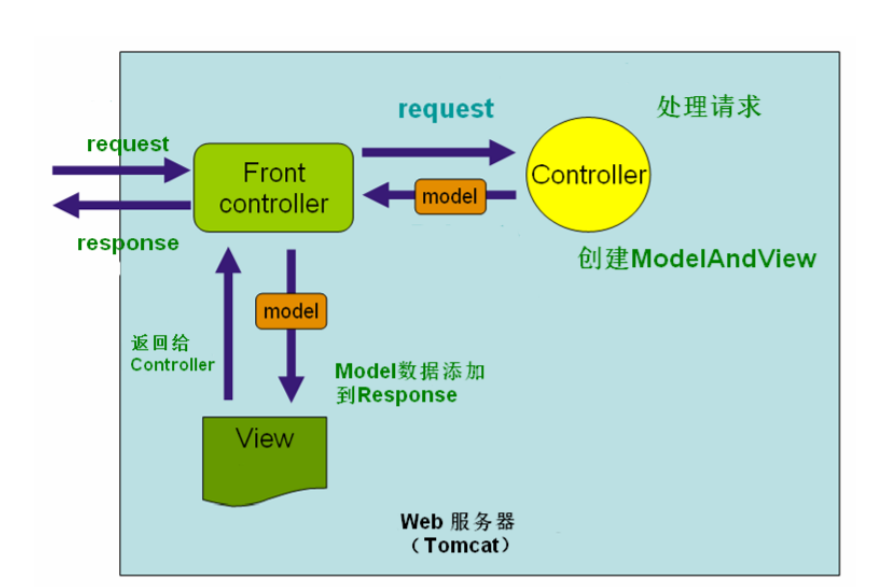 request
处理请求
request
Front
controller
Controller
model
response
创建ModelAndView
model
返回给
Controller
Model数据添加
到Response
View
Web 服务器
（Tomcat）